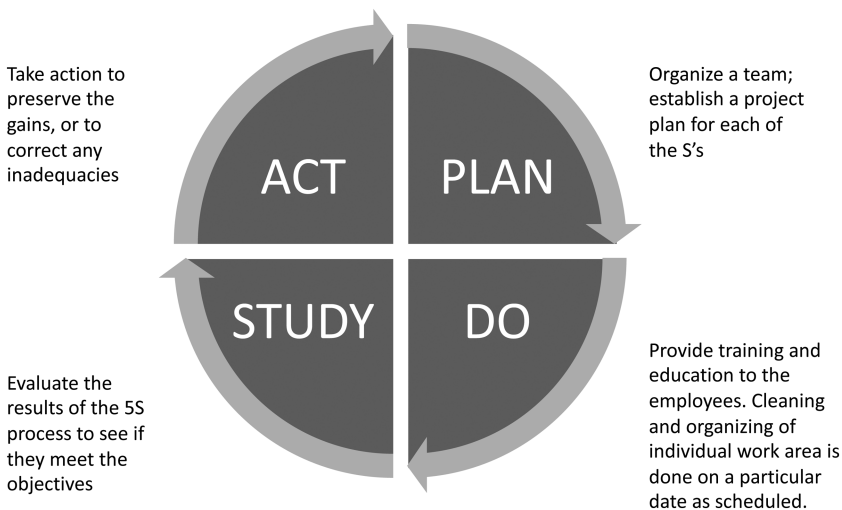 ACT
PLAN
STUDY
DO
Take action to
preserve the
gains, or to
correct any
inadequacies
Organize a team;
establish a project
plan for each of
the S’s
Evaluate the
results of the 5S
process to see if
they meet the
objectives
Provide training and
education to the
employees. Cleaning
and organizing of
individual work area is
done on a particular
date as scheduled.